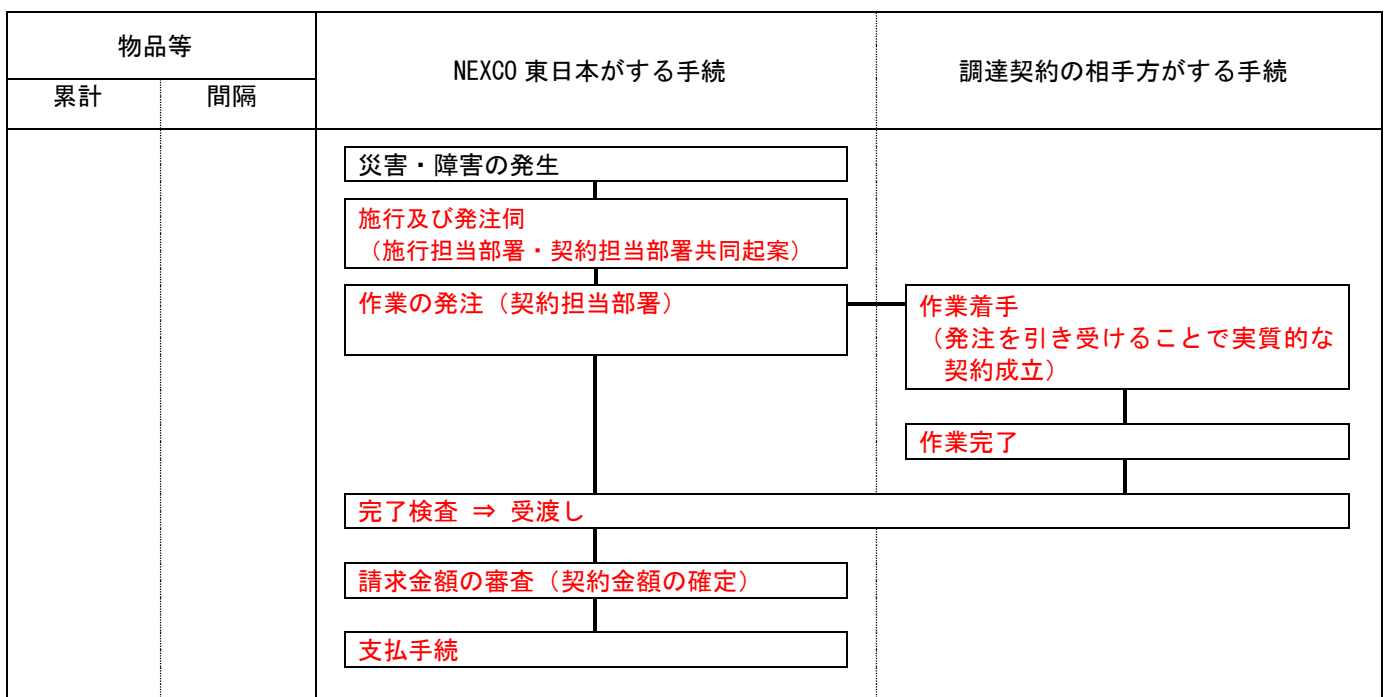 物品等
NEXCO 東日本がする手続
調達契約の相手方がする手続
累計
間隔
災害・障害の発生
施行及び発注伺
（施行担当部署・契約担当部署共同起案）
作業の発注（契約担当部署）
作業着手
（発注を引き受けることで実質的な
契約成立）
作業完了
完了検査 ⇒ 受渡し
請求金額の審査（契約金額の確定）
支払手続